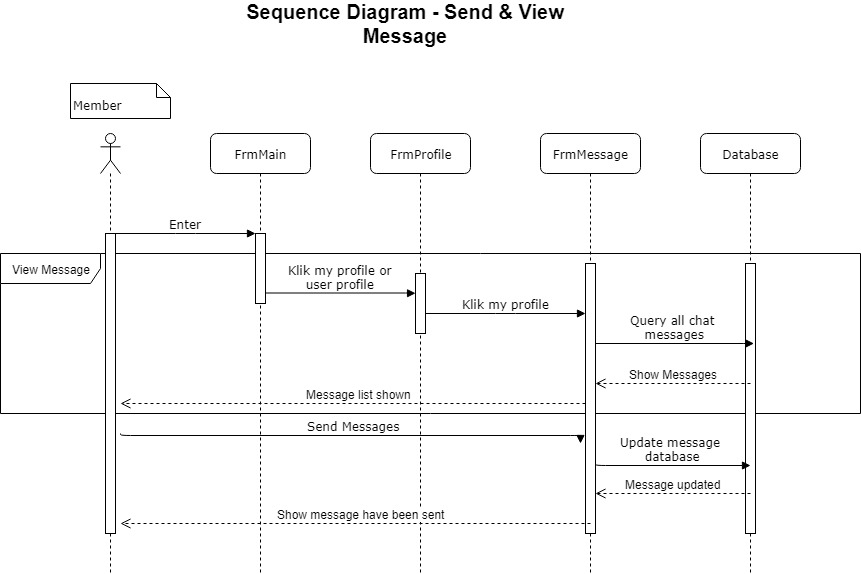 Sequence Diagram - Send & View
Message
Member
FrmMain
FrmProfile
FrmMessage
Database
Enter
View Message
Klik my profile or
user profile
Klik my profile
Query all chat
messages
Show Messages
Message list shown
Send Messages
Update message
database
Message updated
Show message have been sent